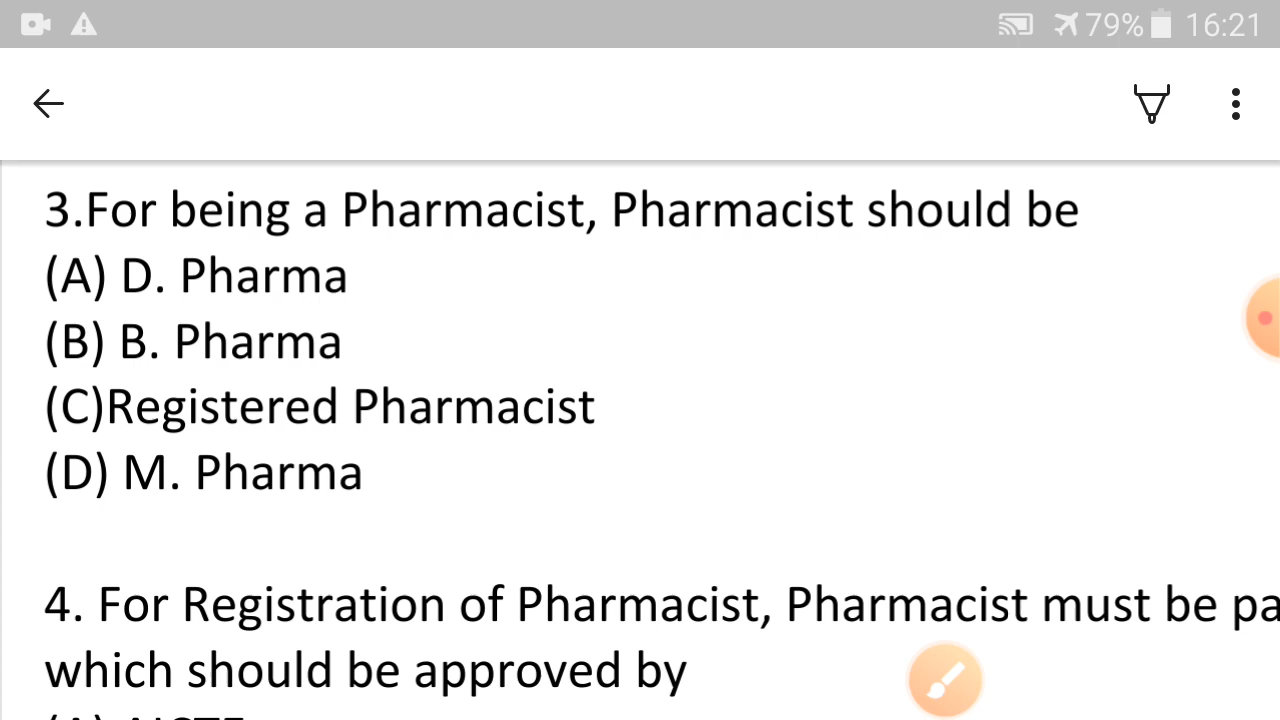 79% 16:21
3.For being a Pharmacist, Pharmacist should be
(A) D. Pharma
(B) B. Pharma
(C)Registered Pharmacist
(D) M. Pharma
4. For Registration of Pharmacist, Pharmacist must be pa
which should be approved by